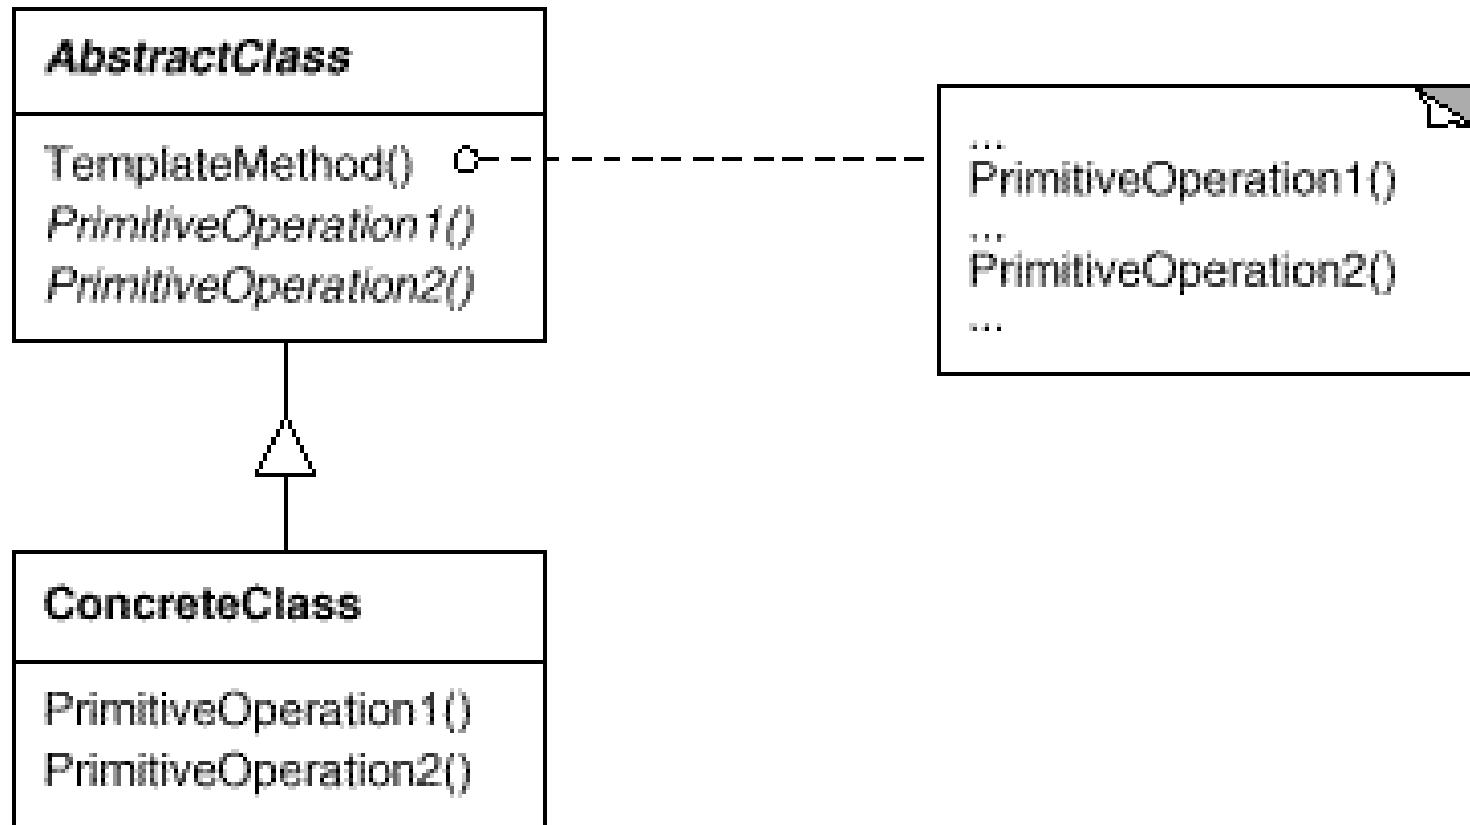 AbstractClass
TemplateMethod()
PrimitiveOperation1()
PrimitiveOperation2()
...
PrimitiveOperation1()
...
PrimitiveOperation2()
...
ConcreteClass
PrimitiveOperation1()
PrimitiveOperation2()